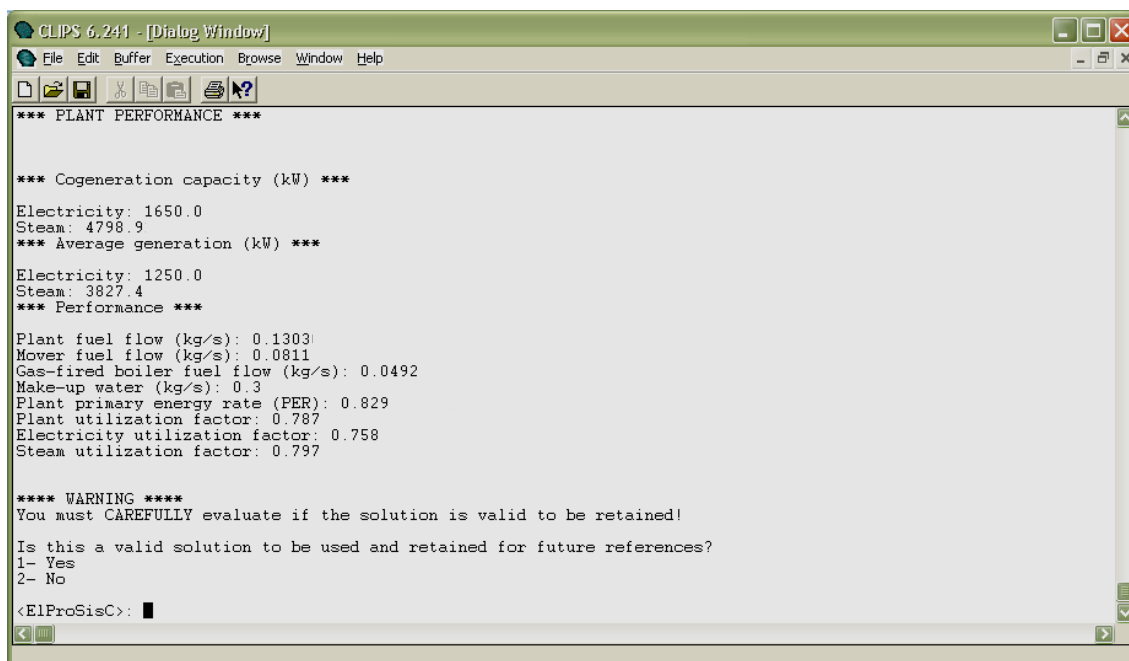 CLIPS 6.241 - [Dialog Window]
File Edit Buffer Execution Browse Window Help
*** PLANT PERFORMANCE ***
*** Cogeneration capacity (kW) ***
Electricity: 1650.0
Steam: 4798.9
*** Average generation (kW) ***
Electricity: 1250.0
Steam: 3827.4
*** Performance ***
Plant fuel flow (kg/s): 0.1303
Mover fuel flow (kg/s): 0.0811
Gas-fired boiler fuel flow (kg/s): 0.0492
Make-up water (kg/s): 0.3
Plant primary energy rate (PER): 0.829
Plant utilization factor: 0.787
Electricity utilization factor: 0.758
Steam utilization factor: 0.797
**** WARNING ****
You must CAREFULLY evaluate if the solution is valid to be retained!
Is this a valid solution to be used and retained for future references?
1- Yes
2- No
<ElProSisC>: